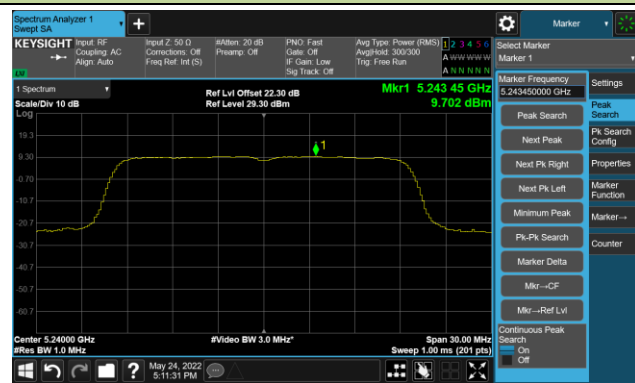 Spectrum Analyzer 1
Swept SA
Marker
KEYSIGHT
Input: RF
Coupling: AC
Align: Auto
Input Z: 50 Ω
Corrections: Off
Freq Ref: Int (S)
#Atten: 20 dB
Preamp: Off
PNO: Fast
Gate: Off
IF Gain: Low
Sig Track: Off
Avg Type: Power (RMS)
Avg|Hold: 300/300
Trig: Free Run
1 2 3 4 5 6
A W W W W W
A N N N N N
Select Marker
Marker 1
1 Spectrum
Scale/Div 10 dB
Ref Lvl Offset 22.30 dB
Ref Level 29.30 dBm
Mkr1 5.243 45 GHz
9.702 dBm
Log
1
19.3
9.30
-0.70
-10.7
-20.7
-30.7
-40.7
-50.7
-60.7
Center 5.24000 GHz
#Res BW 1.0 MHz
#Video BW 3.0 MHz*
Span 30.00 MHz
Sweep 1.00 ms (201 pts)
Marker Frequency
5.243450000 GHz
Peak Search
Next Peak
Next Pk Right
Next Pk Left
Minimum Peak
Pk-Pk Search
Marker Delta
Mkr→CF
Mkr→Ref Lvl
Continuous Peak
Search
On
Off
Settings
Peak
Search
Pk Search
Config
Properties
Marker
Function
Marker→
Counter
?
May 24, 2022
5:11:31 PM